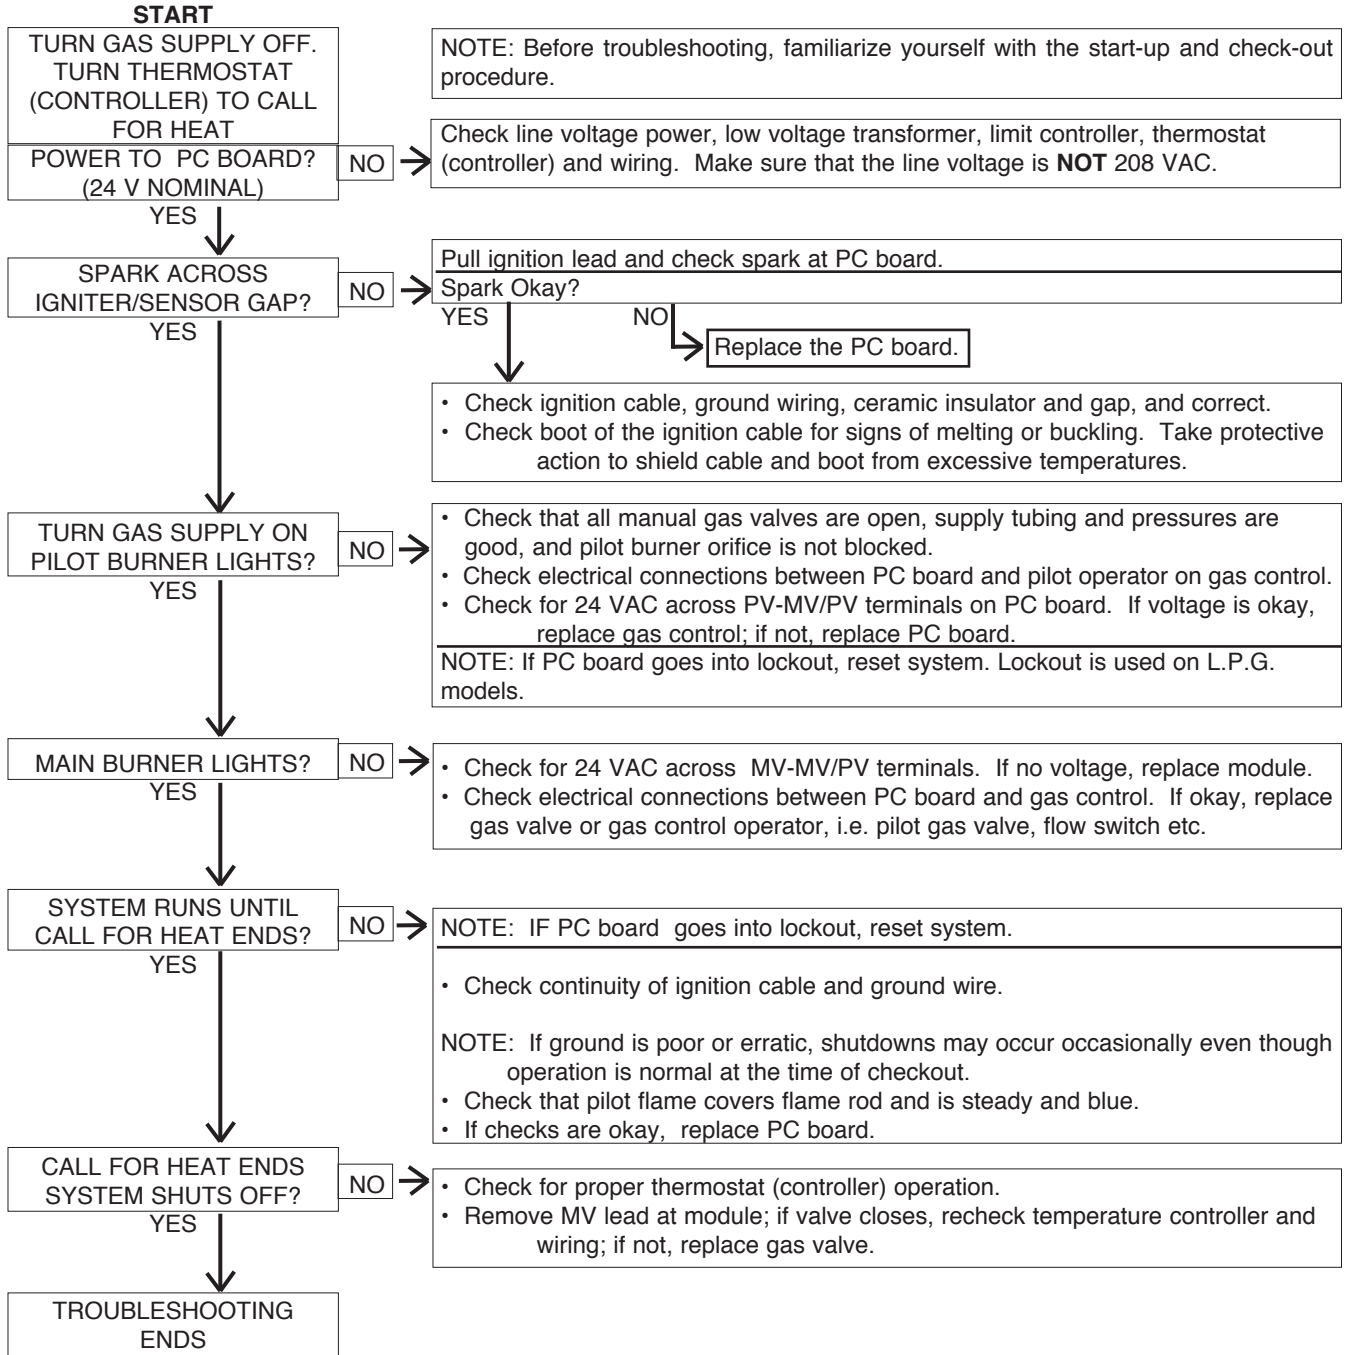 START
TURN GAS SUPPLY OFF.
TURN THERMOSTAT
(CONTROLLER) TO CALL
FOR HEAT
NOTE: Before troubleshooting, familiarize yourself with the start-up and check-out
procedure.
POWER TO PC BOARD?
(24 V NOMINAL)
NO
Check line voltage power, low voltage transformer, limit controller, thermostat
(controller) and wiring. Make sure that the line voltage is NOT 208 VAC.
YES
SPARK ACROSS
IGNITER/SENSOR GAP?
NO
Pull ignition lead and check spark at PC board.
Spark Okay?
YES
NO
Replace the PC board.
• Check ignition cable, ground wiring, ceramic insulator and gap, and correct.
• Check boot of the ignition cable for signs of melting or buckling. Take protective
action to shield cable and boot from excessive temperatures.
YES
TURN GAS SUPPLY ON
PILOT BURNER LIGHTS?
NO
• Check that all manual gas valves are open, supply tubing and pressures are
good, and pilot burner orifice is not blocked.
• Check electrical connections between PC board and pilot operator on gas control.
• Check for 24 VAC across PV-MV/PV terminals on PC board. If voltage is okay,
replace gas control; if not, replace PC board.
NOTE: If PC board goes into lockout, reset system. Lockout is used on L.P.G.
models.
YES
MAIN BURNER LIGHTS?
NO
• Check for 24 VAC across MV-MV/PV terminals. If no voltage, replace module.
• Check electrical connections between PC board and gas control. If okay, replace
gas valve or gas control operator, i.e. pilot gas valve, flow switch etc.
YES
SYSTEM RUNS UNTIL
CALL FOR HEAT ENDS?
NO
NOTE: IF PC board goes into lockout, reset system.
• Check continuity of ignition cable and ground wire.
NOTE: If ground is poor or erratic, shutdowns may occur occasionally even though
operation is normal at the time of checkout.
• Check that pilot flame covers flame rod and is steady and blue.
• If checks are okay, replace PC board.
YES
CALL FOR HEAT ENDS
SYSTEM SHUTS OFF?
NO
• Check for proper thermostat (controller) operation.
• Remove MV lead at module; if valve closes, recheck temperature controller and
wiring; if not, replace gas valve.
YES
TROUBLESHOOTING
ENDS